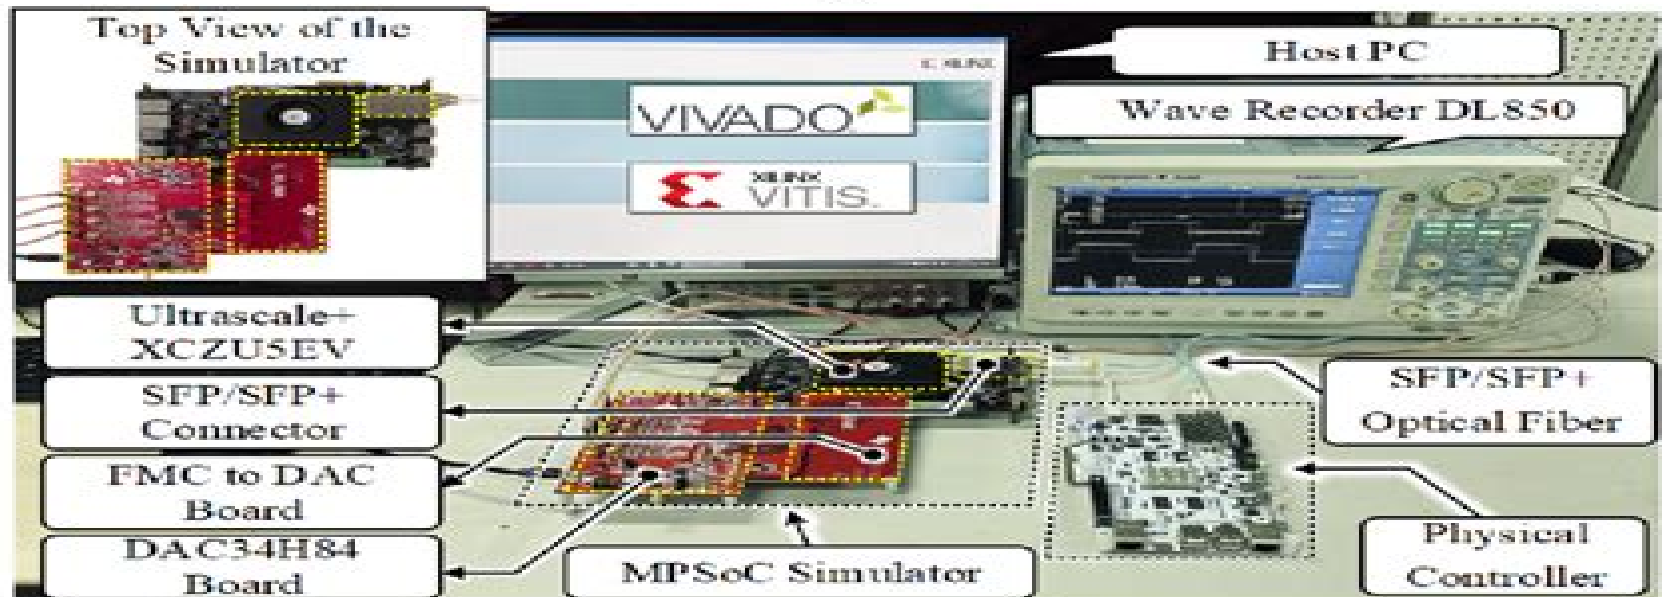 Top View of the
Simulator
Host PC
Wave Recorder DL850
VIVADO
XILINX
VITIS.
Ultrascale+
XCZU5EV
SFP/SFP+
Connector
FMC to DAC
Board
DAC34H84
Board
MPSoC Simulator
SFP/SFP+
Optical Fiber
Physical
Controller